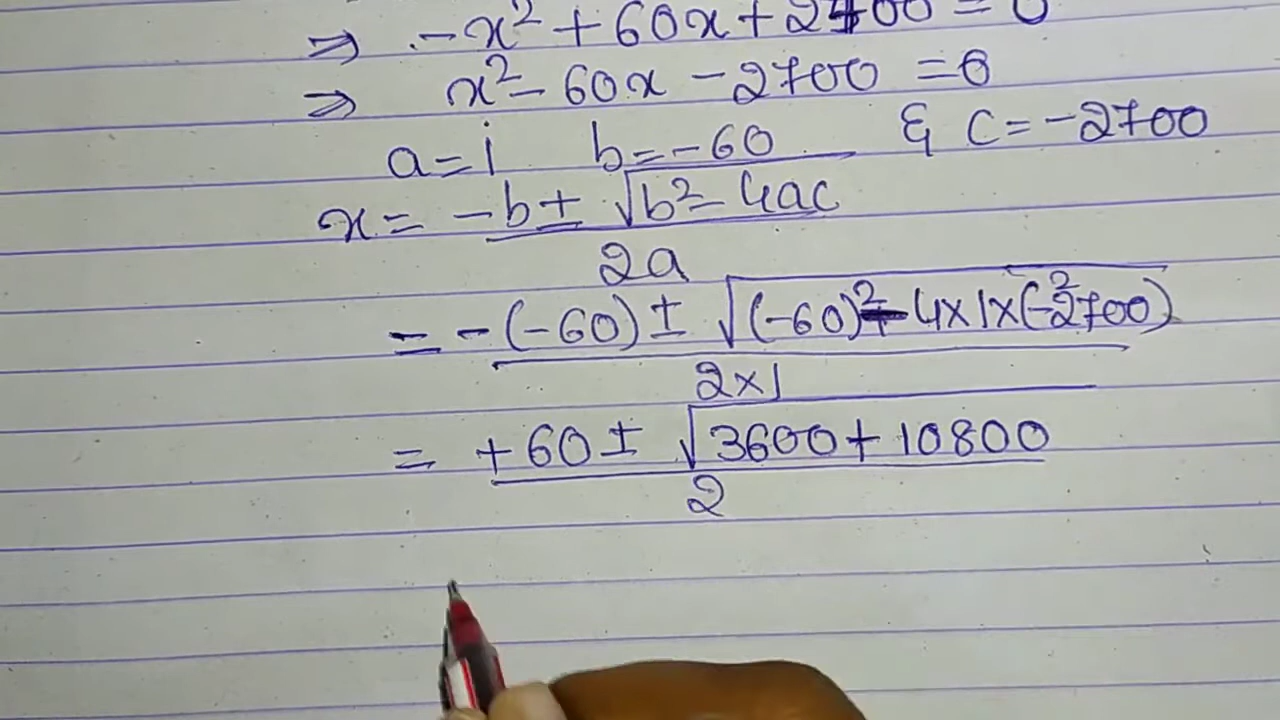 ⇒ -x² + 60x + 2700 = 0
⇒ x² - 60x - 2700 = 0
a = 1 b = -60 & c = -2700
x = -b ± √b² - 4ac
2a
= -(-60) ± √(-60)² - 4×1×(-2700)
2×1
= +60 ± √3600 + 10800
2